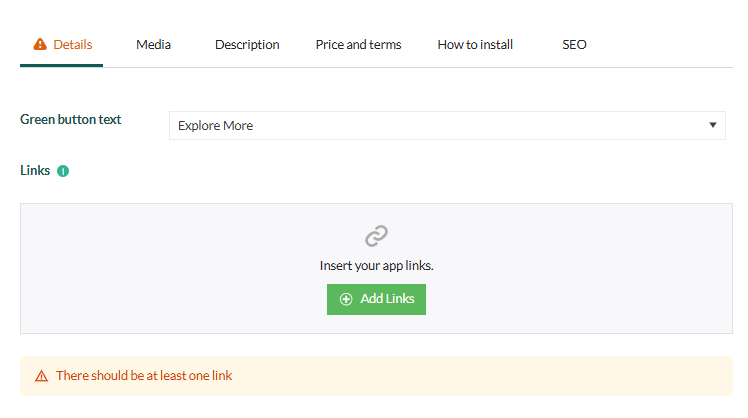 Details Media Description Price and terms How to install SEO
Green button text Explore More
Links
Insert your app links.
Add Links
There should be at least one link